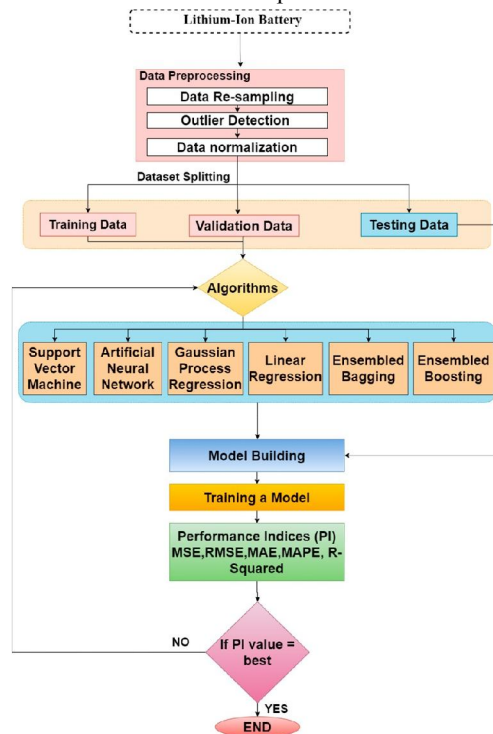 Lithium-Ion Battery
Data Preprocessing
Data Re-sampling
Outlier Detection
Data normalization
Dataset Splitting
Training Data
Validation Data
Testing Data
Algorithms
Support
Vector
Machine
Artificial
Neural
Network
Gaussian
Process
Regression
Linear
Regression
Ensembled
Bagging
Ensembled
Boosting
Model Building
Training a Model
Performance Indices (PI)
MSE,RMSE,MAE,MAPE, R-
Squared
If PI value =
best
NO
YES
END